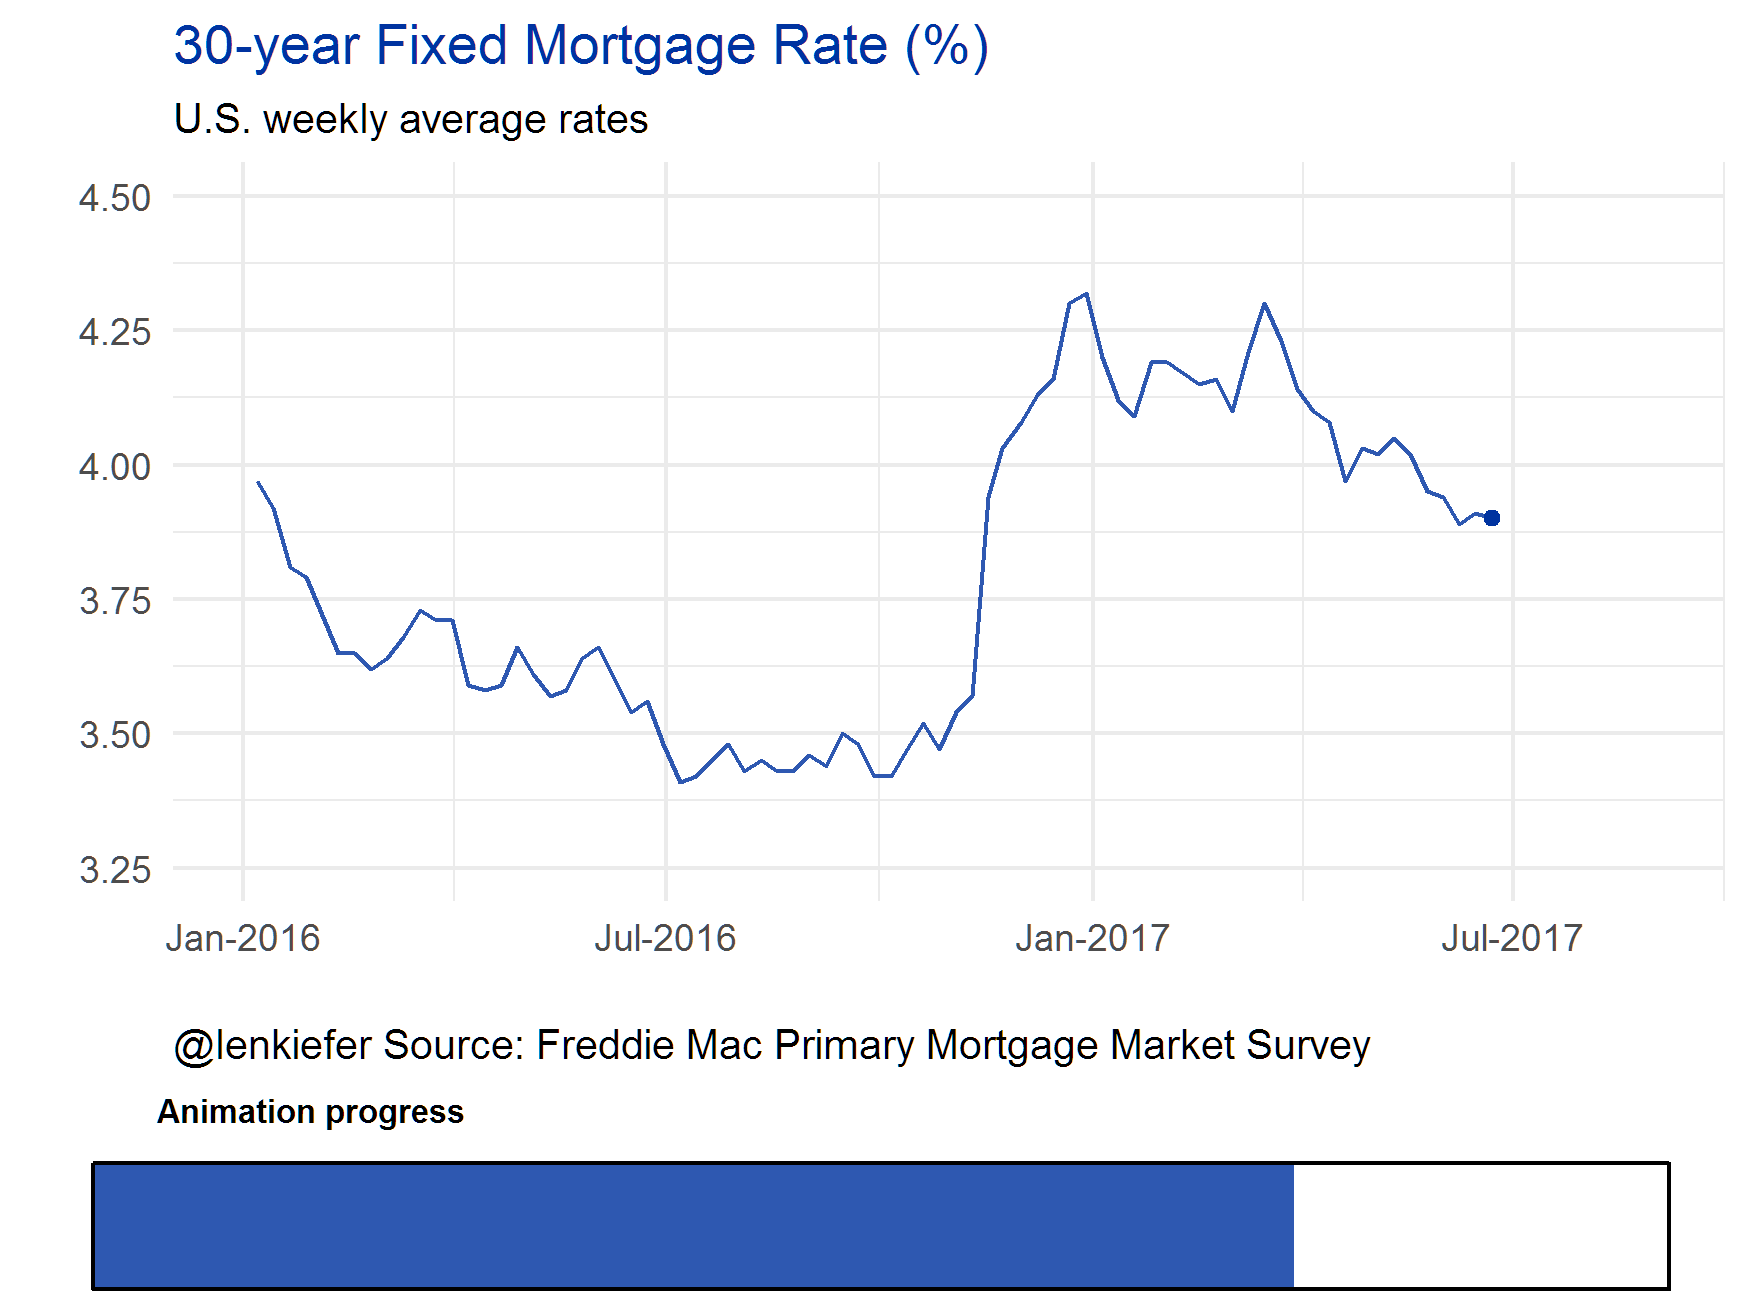 30-year Fixed Mortgage Rate (%)
U.S. weekly average rates
4.50
4.25
4.00
3.75
3.50
3.25
Jan-2016 Jul-2016 Jan-2017 Jul-2017
@lenkiefer Source: Freddie Mac Primary Mortgage Market Survey
Animation progress